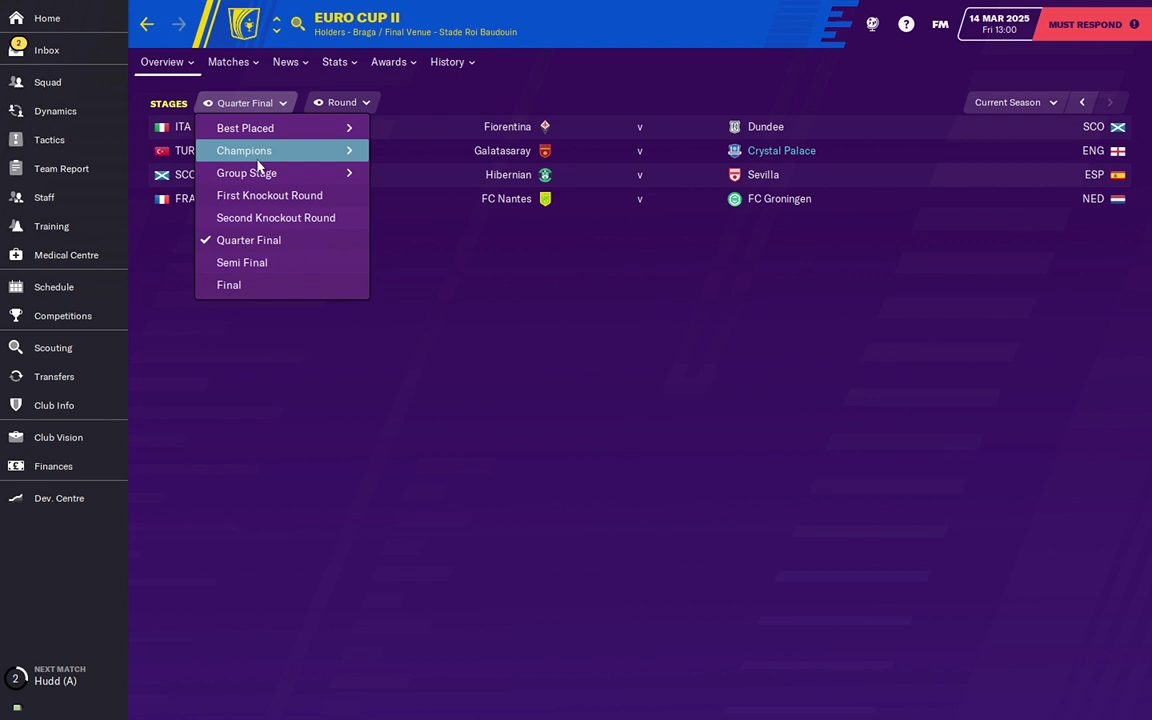 Home
2
Inbox
Squad
Dynamics
Tactics
Team Report
Staff
Training
Medical Centre
Schedule
Competitions
Scouting
Transfers
Club Info
Club Vision
Finances
Dev. Centre
NEXT MATCH
2
Hudd (A)
EURO CUP II
Holders - Braga / Final Venue - Stade Roi Baudouin
?
FM
14 MAR 2025
Fri 13:00
MUST RESPOND !
Overview Matches News Stats Awards History
STAGES Quarter Final Round Current Season
ITA Fiorentina v Dundee SCO
TUR Galatasaray v Crystal Palace ENG
SCO Hibernian v Sevilla ESP
FRA FC Nantes v FC Groningen NED
Best Placed
Champions
Group Stage
First Knockout Round
Second Knockout Round
Quarter Final
Semi Final
Final